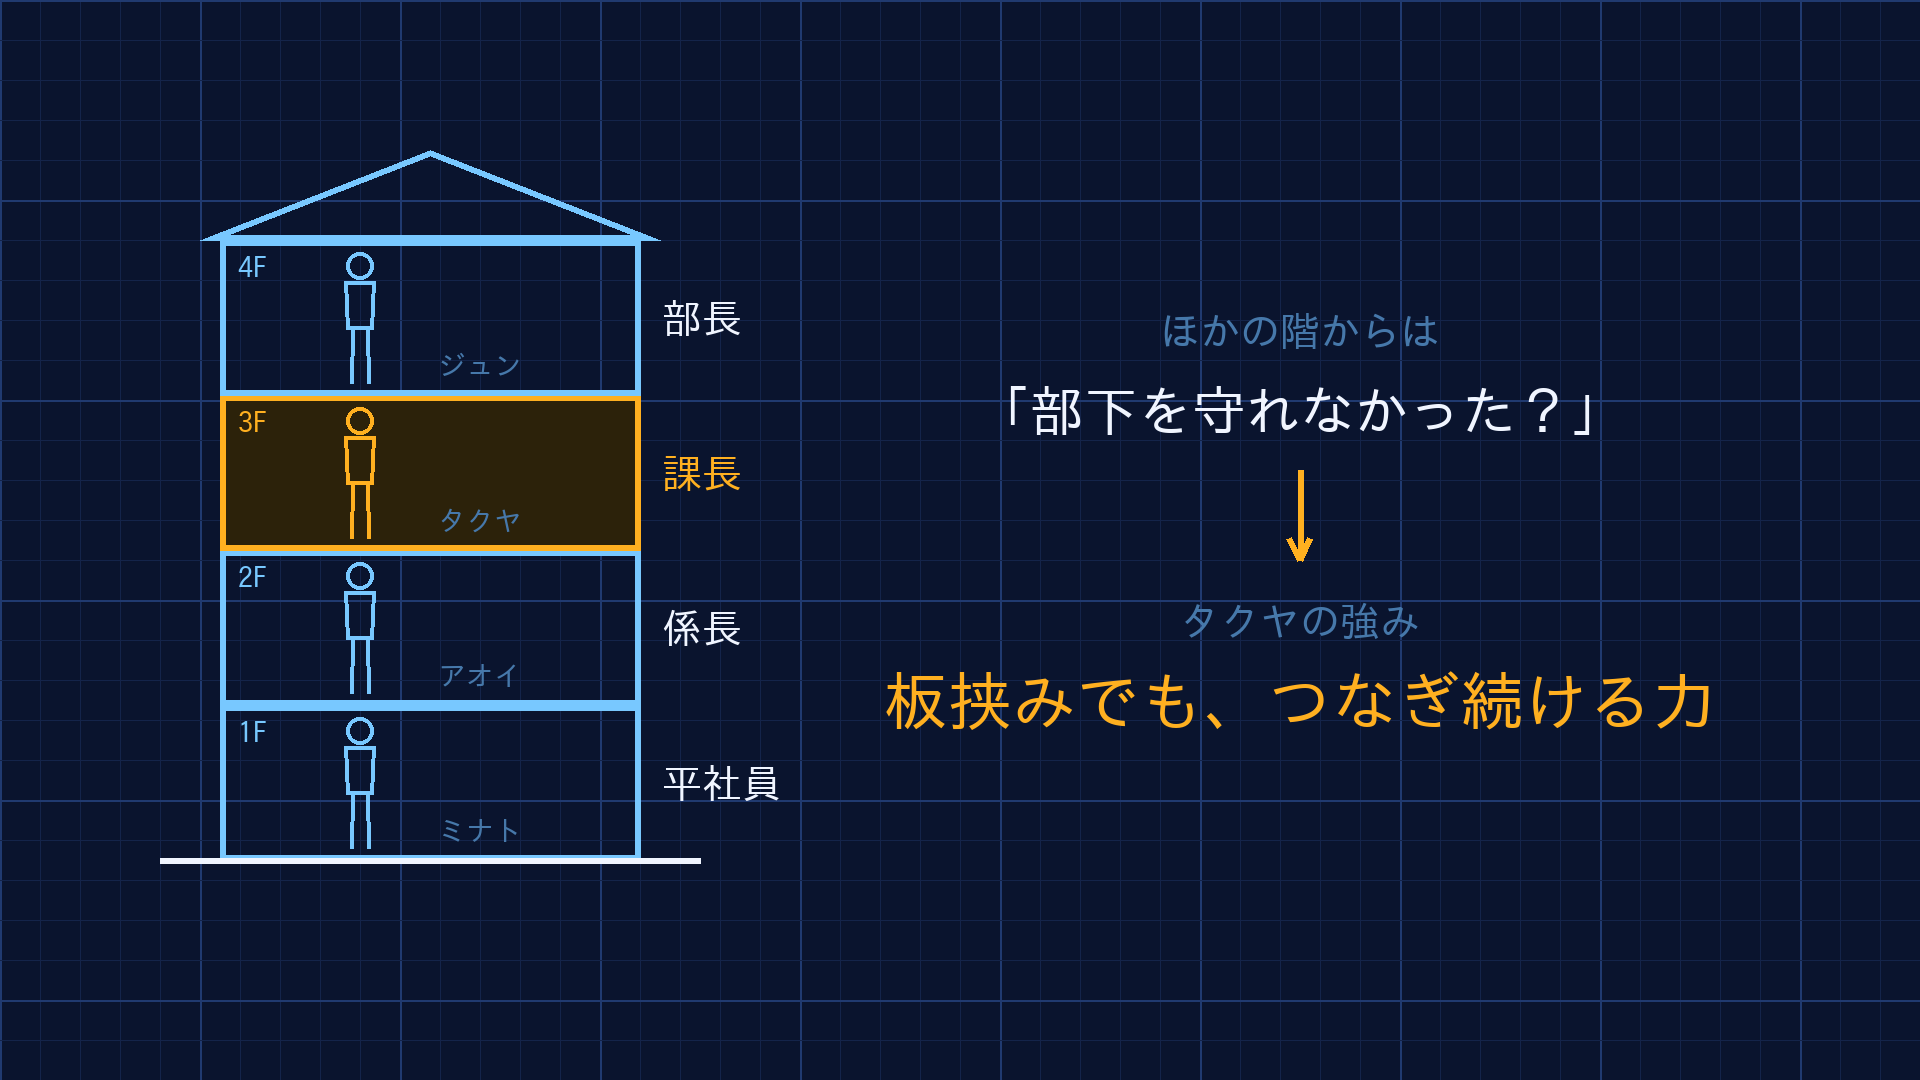 4F
ジュン
部長
3F
タクヤ
課長
2F
アオイ
係長
1F
ミナト
平社員
ほかの階からは
「部下を守れなかった？」
タクヤの強み
板挟みでも、つなぎ続ける力